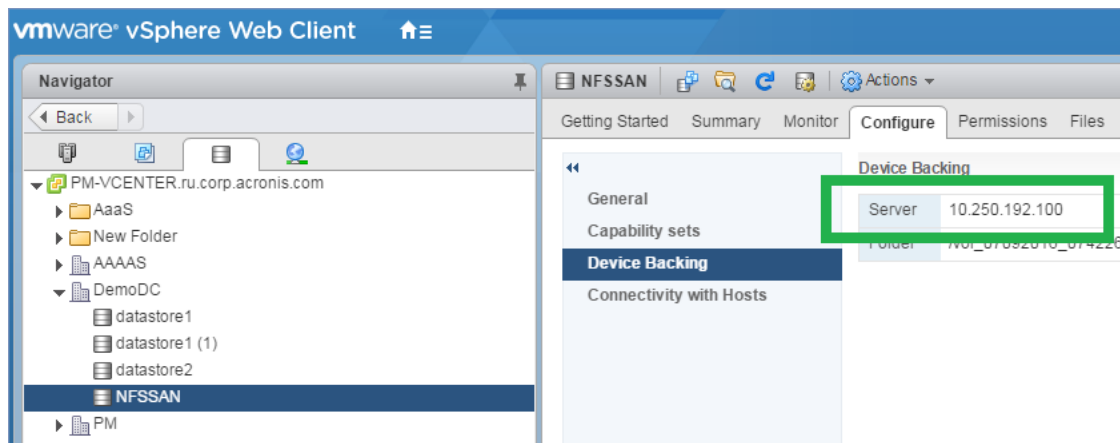 vmware® vSphere Web Client
Navigator
Back
PM-VCENTER.ru.corp.acronis.com
AaaS
New Folder
AAAAS
DemoDC
datastore1
datastore1 (1)
datastore2
NFSSAN
PM
NFSSAN Actions
Getting Started Summary Monitor Configure Permissions Files
General
Capability sets
Device Backing
Connectivity with Hosts
Device Backing
Server 10.250.192.100
Folder